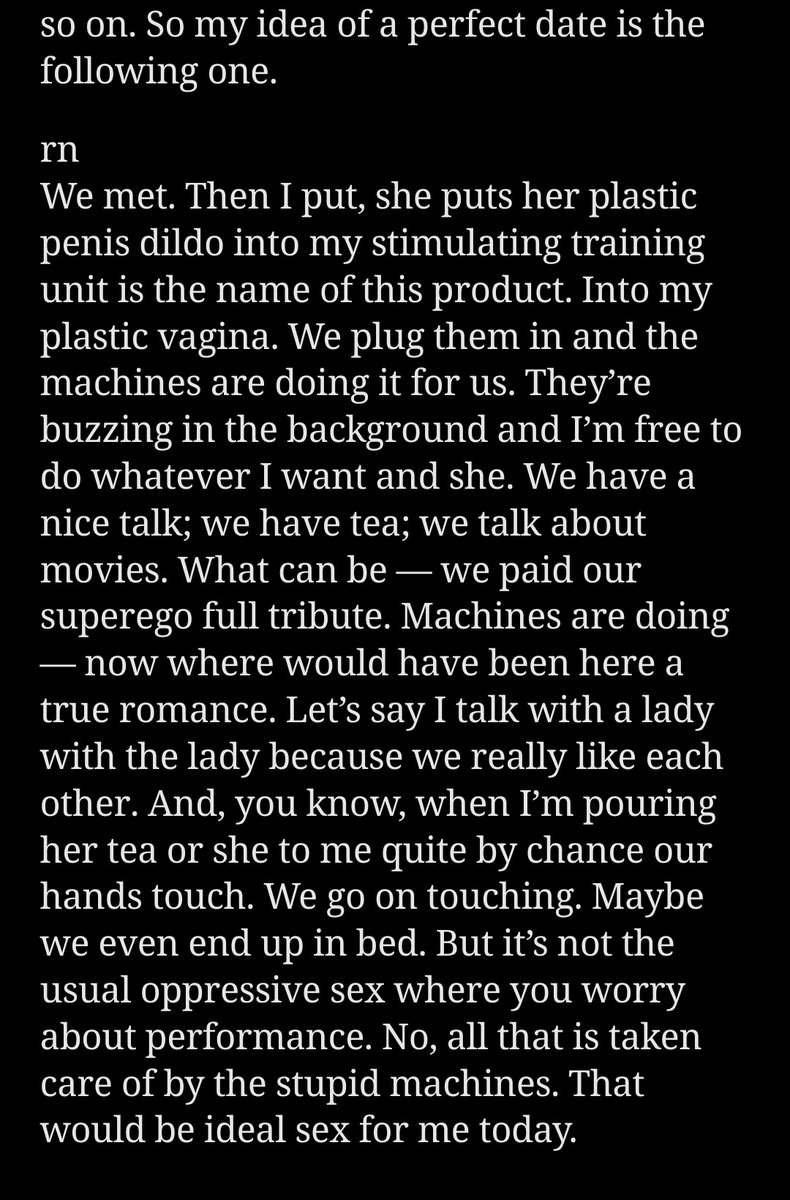 so on. So my idea of a perfect date is the
following one.
rn
We met. Then I put, she puts her plastic
penis dildo into my stimulating training
unit is the name of this product. Into my
plastic vagina. We plug them in and the
machines are doing it for us. They’re
buzzing in the background and I’m free to
do whatever I want and she. We have a
nice talk; we have tea; we talk about
movies. What can be — we paid our
superego full tribute. Machines are doing
— now where would have been here a
true romance. Let’s say I talk with a lady
with the lady because we really like each
other. And, you know, when I’m pouring
her tea or she to me quite by chance our
hands touch. We go on touching. Maybe
we even end up in bed. But it’s not the
usual oppressive sex where you worry
about performance. No, all that is taken
care of by the stupid machines. That
would be ideal sex for me today.